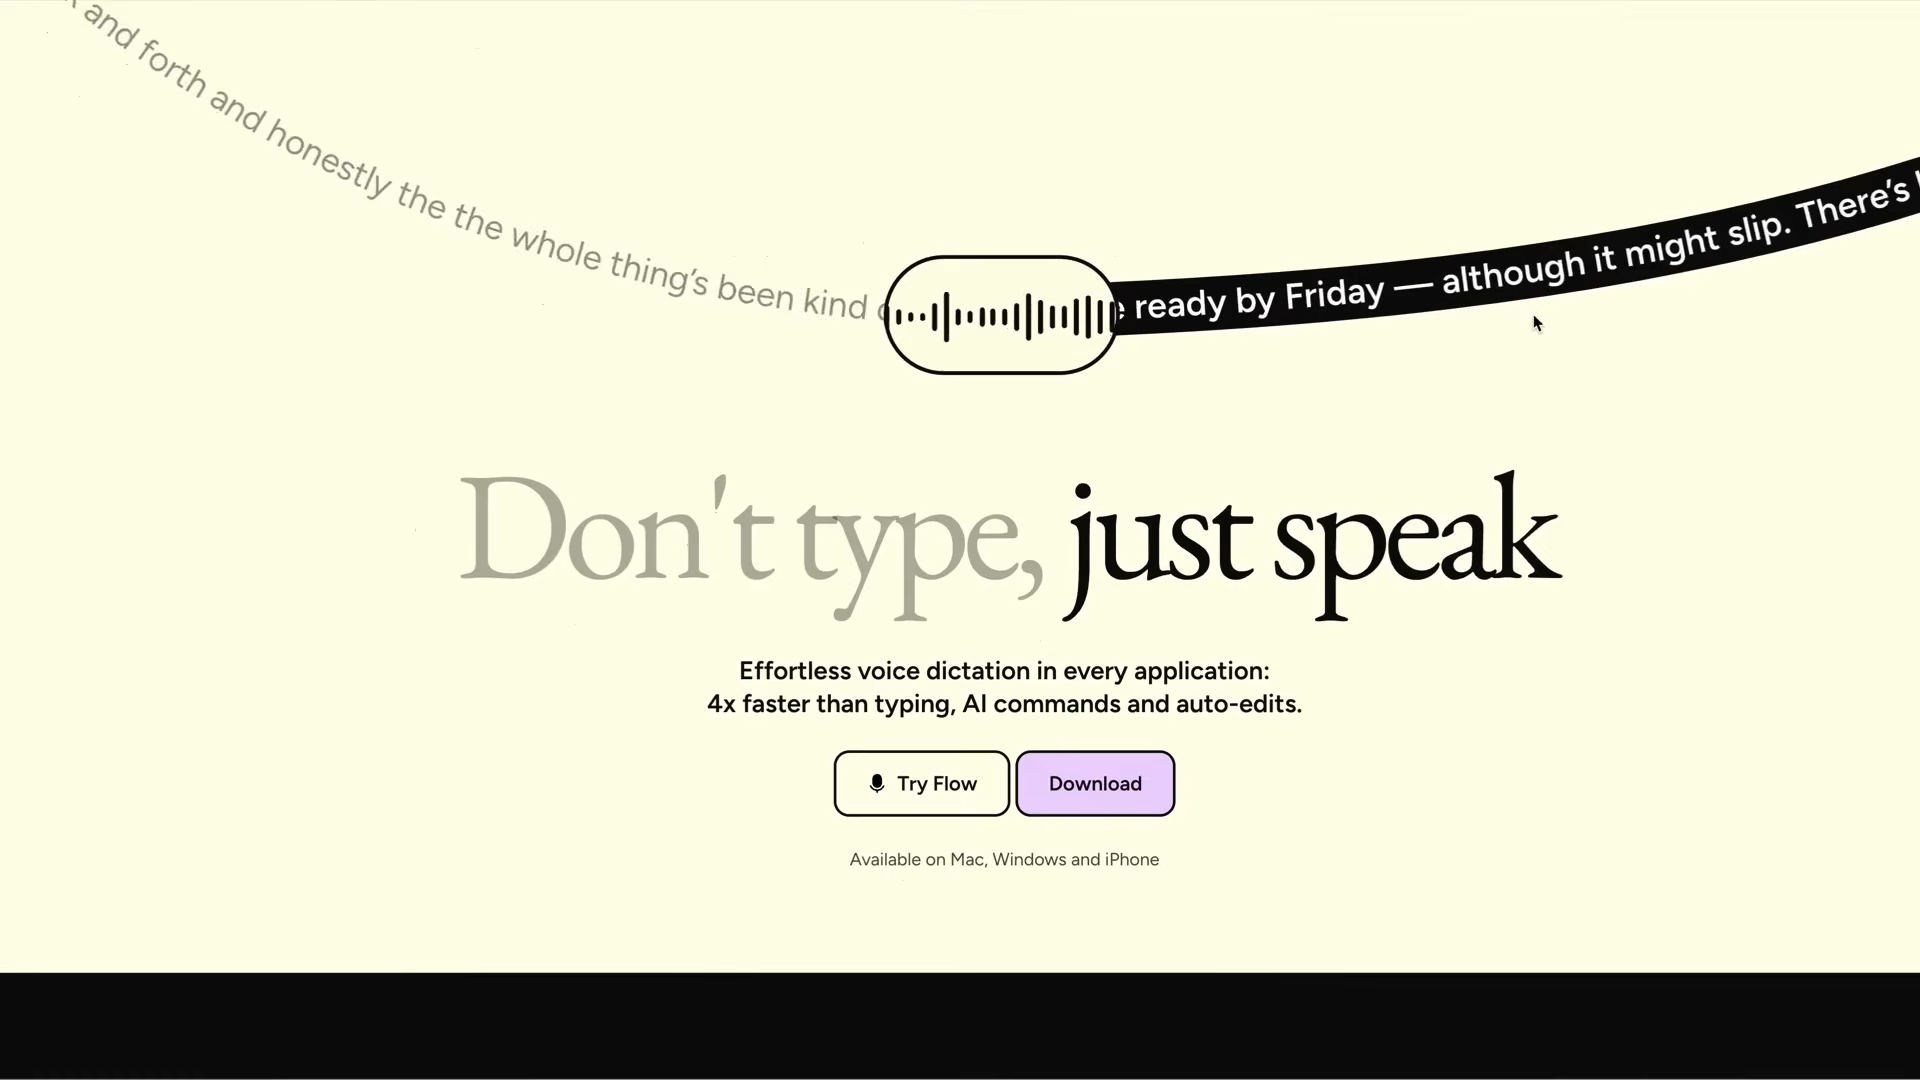 and forth and honestly the the whole thing's been kind
ready by Friday — although it might slip. There's
Don't type, just speak
Effortless voice dictation in every application:
4x faster than typing, AI commands and auto-edits.
Try Flow
Download
Available on Mac, Windows and iPhone